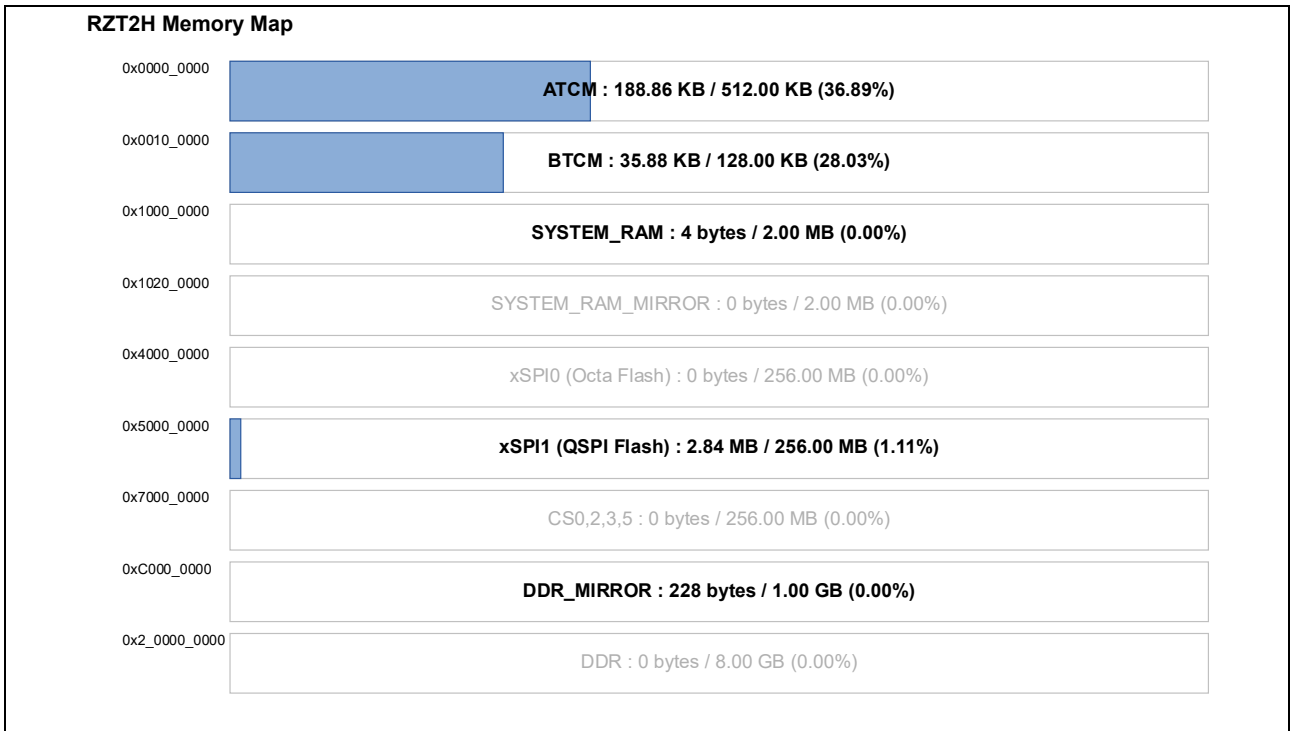 RZT2H Memory Map
0x0000_0000
ATCM : 188.86 KB / 512.00 KB (36.89%)
0x0010_0000
BTCM : 35.88 KB / 128.00 KB (28.03%)
0x1000_0000
SYSTEM_RAM : 4 bytes / 2.00 MB (0.00%)
0x1020_0000
SYSTEM_RAM_MIRROR : 0 bytes / 2.00 MB (0.00%)
0x4000_0000
xSPI0 (Octa Flash) : 0 bytes / 256.00 MB (0.00%)
0x5000_0000
xSPI1 (QSPI Flash) : 2.84 MB / 256.00 MB (1.11%)
0x7000_0000
CS0,2,3,5 : 0 bytes / 256.00 MB (0.00%)
0xC000_0000
DDR_MIRROR : 228 bytes / 1.00 GB (0.00%)
0x2_0000_0000
DDR : 0 bytes / 8.00 GB (0.00%)